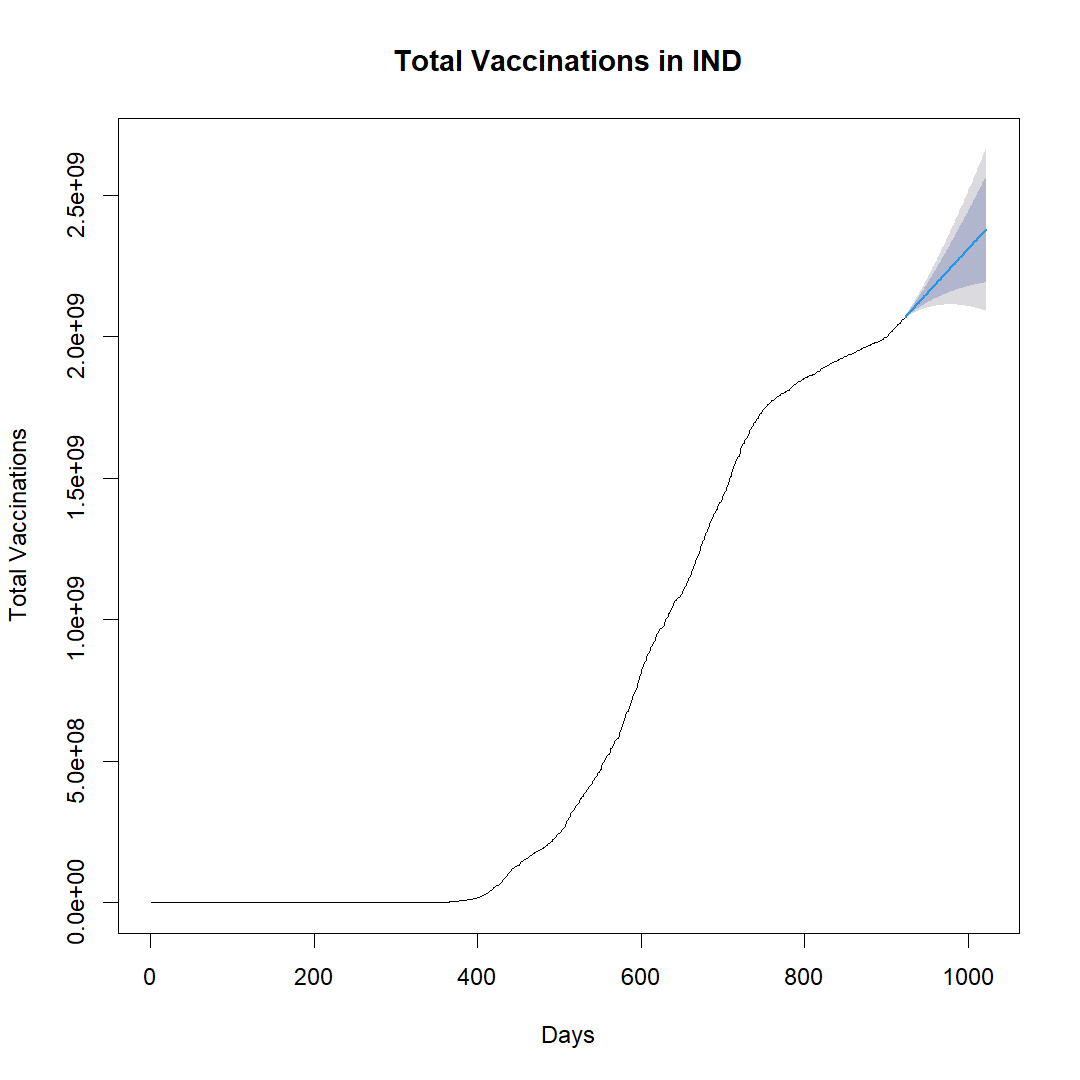 Total Vaccinations in IND
Total Vaccinations
2.5e+09
2.0e+09
1.5e+09
1.0e+09
5.0e+08
0.0e+00
0 200 400 600 800 1000
Days